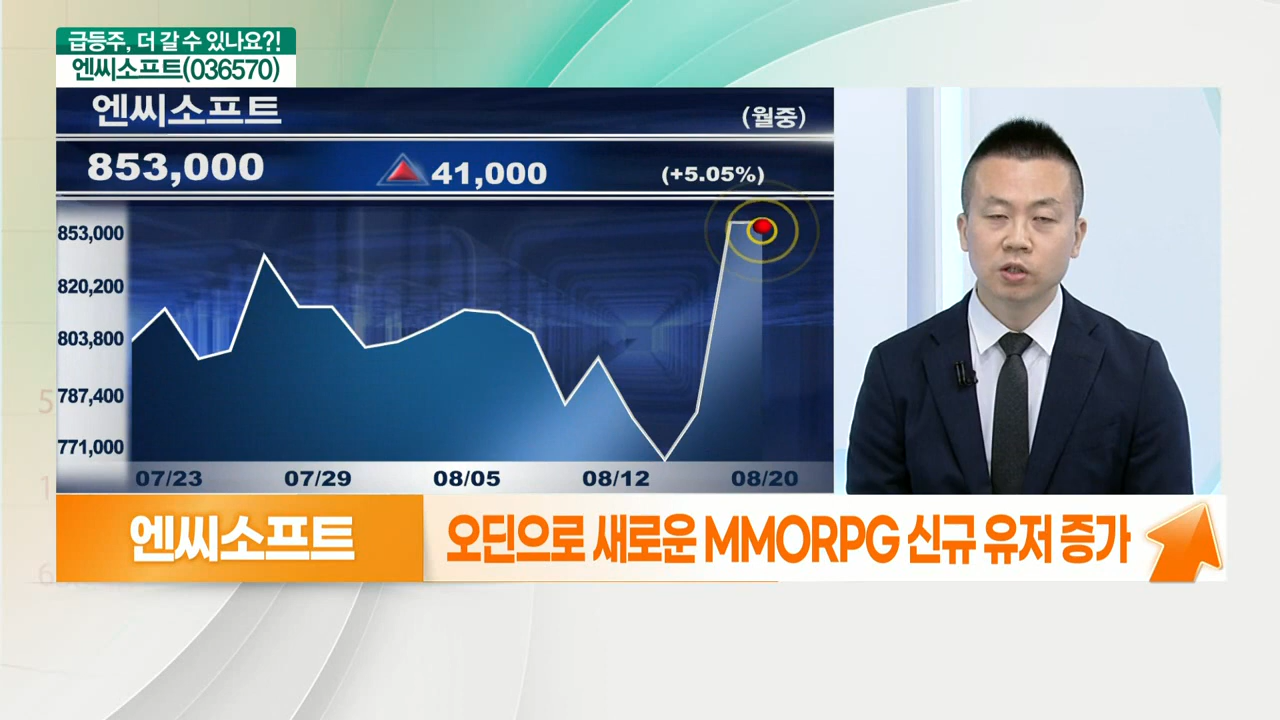 급등주, 더 갈 수 있나요?!
엔씨소프트(036570)
엔씨소프트
(월중)
853,000
41,000
(+5.05%)
853,000
820,200
803,800
787,400
771,000
07/23
07/29
08/05
08/12
08/20
엔씨소프트
오딘으로 새로운 MMORPG 신규 유저 증가
5
1
6